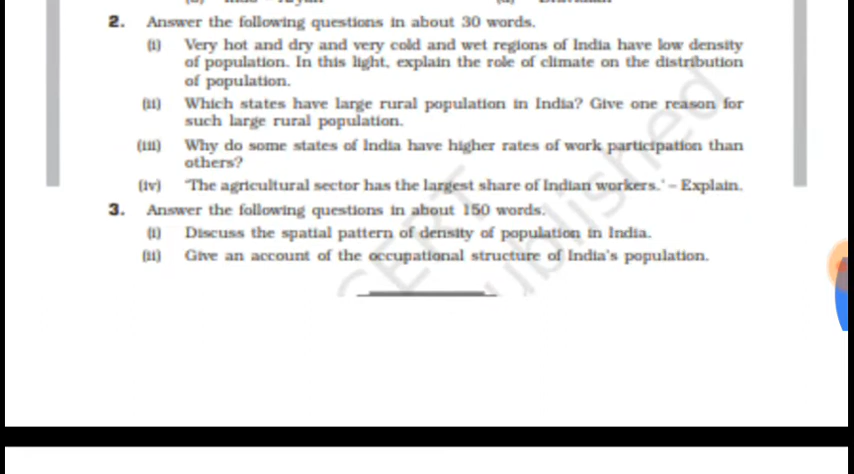 2. Answer the following questions in about 30 words.
(i) Very hot and dry and very cold and wet regions of India have low density
of population. In this light, explain the role of climate on the distribution
of population.
(ii) Which states have large rural population in India? Give one reason for
such large rural population.
(iii) Why do some states of India have higher rates of work participation than
others?
(iv) 'The agricultural sector has the largest share of Indian workers.' – Explain.
3. Answer the following questions in about 150 words.
(i) Discuss the spatial pattern of density of population in India.
(ii) Give an account of the occupational structure of India's population.